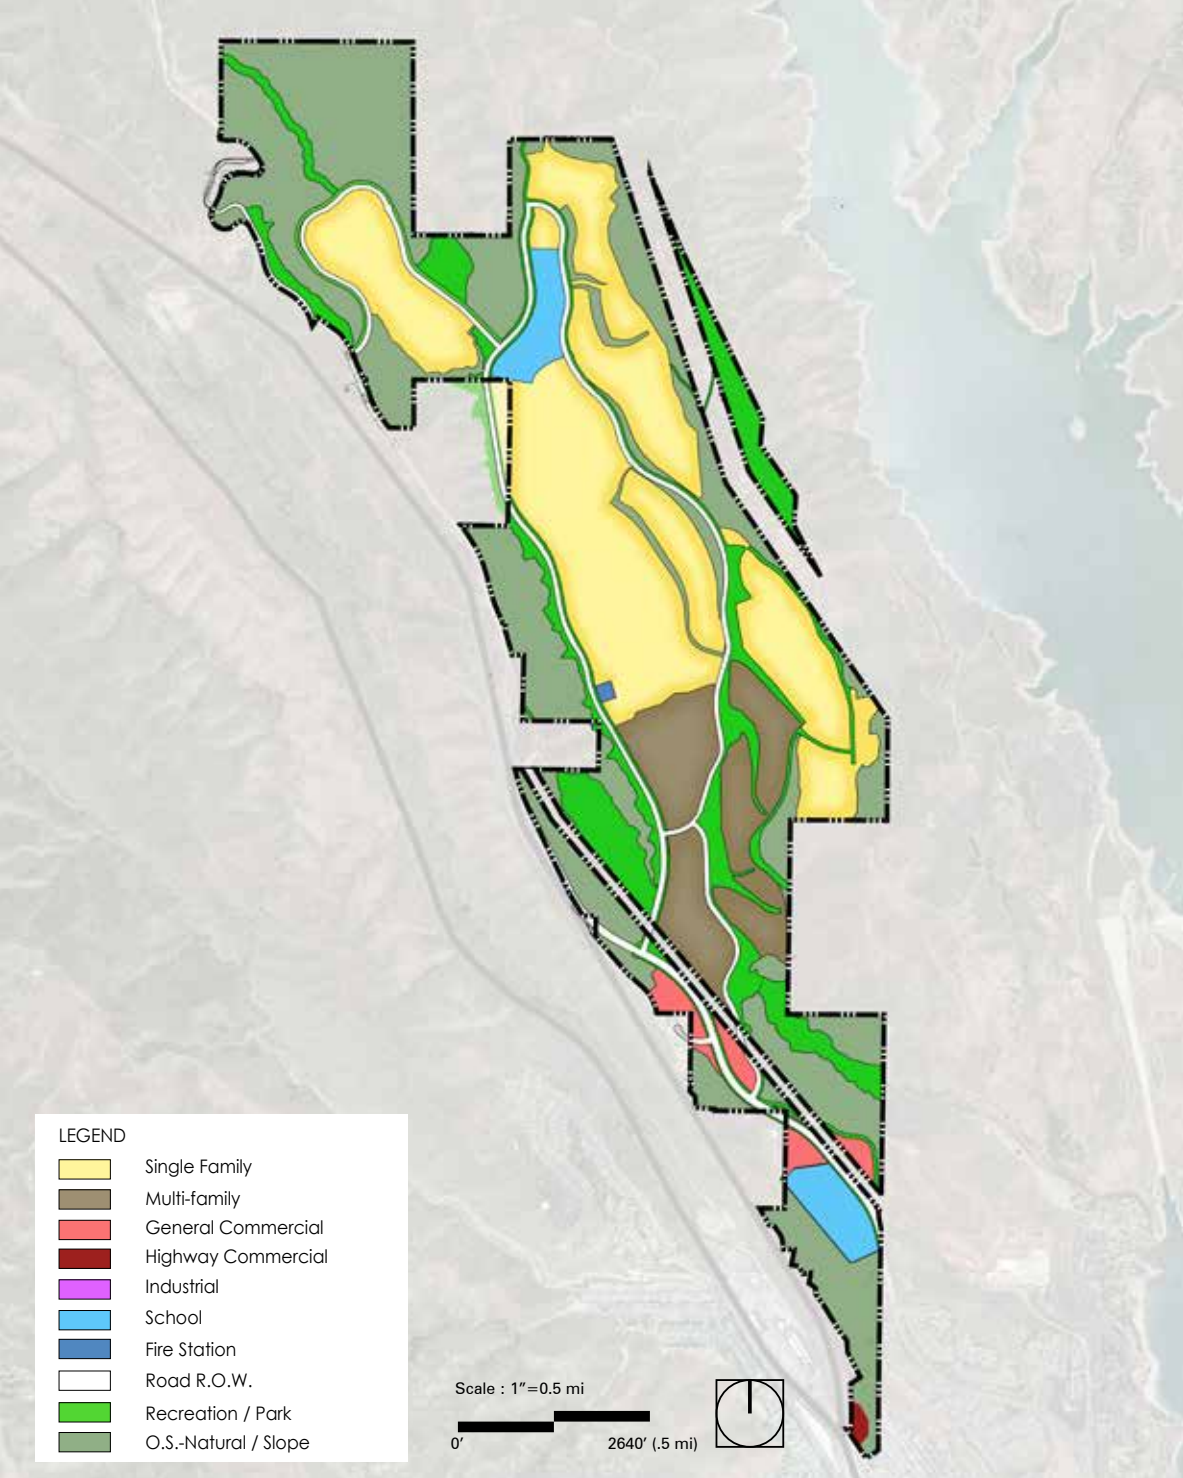 LEGEND
Single Family
Multi-family
General Commercial
Highway Commercial
Industrial
School
Fire Station
Road R.O.W.
Recreation / Park
O.S.-Natural / Slope
Scale : 1"=0.5 mi
0' 2640' (.5 mi)